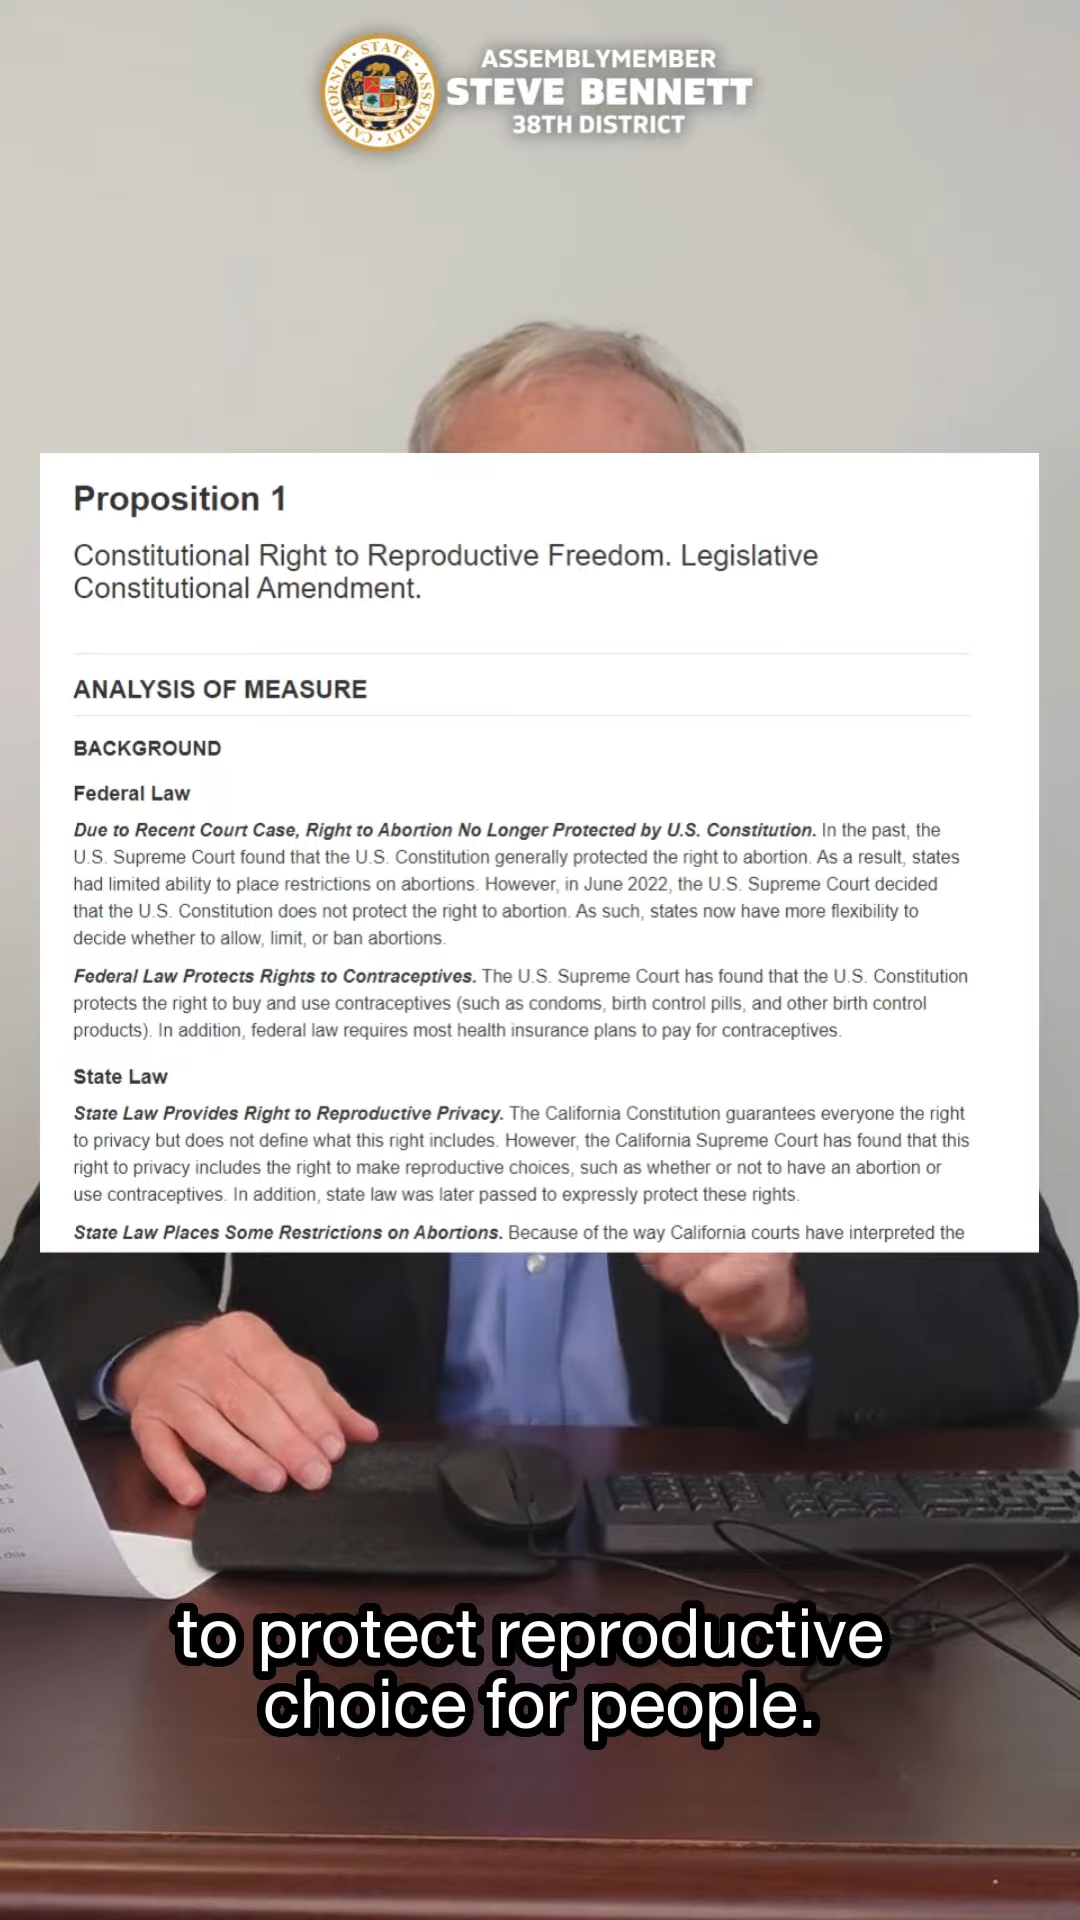 CALIFORNIA · STATE · ASSEMBLY
ASSEMBLYMEMBER
STEVE BENNETT
38TH DISTRICT
Proposition 1
Constitutional Right to Reproductive Freedom. Legislative
Constitutional Amendment.
ANALYSIS OF MEASURE
BACKGROUND
Federal Law
Due to Recent Court Case, Right to Abortion No Longer Protected by U.S. Constitution. In the past, the
U.S. Supreme Court found that the U.S. Constitution generally protected the right to abortion. As a result, states
had limited ability to place restrictions on abortions. However, in June 2022, the U.S. Supreme Court decided
that the U.S. Constitution does not protect the right to abortion. As such, states now have more flexibility to
decide whether to allow, limit, or ban abortions.
Federal Law Protects Rights to Contraceptives. The U.S. Supreme Court has found that the U.S. Constitution
protects the right to buy and use contraceptives (such as condoms, birth control pills, and other birth control
products). In addition, federal law requires most health insurance plans to pay for contraceptives.
State Law
State Law Provides Right to Reproductive Privacy. The California Constitution guarantees everyone the right
to privacy but does not define what this right includes. However, the California Supreme Court has found that this
right to privacy includes the right to make reproductive choices, such as whether or not to have an abortion or
use contraceptives. In addition, state law was later passed to expressly protect these rights.
State Law Places Some Restrictions on Abortions. Because of the way California courts have interpreted the
to protect reproductive
choice for people.